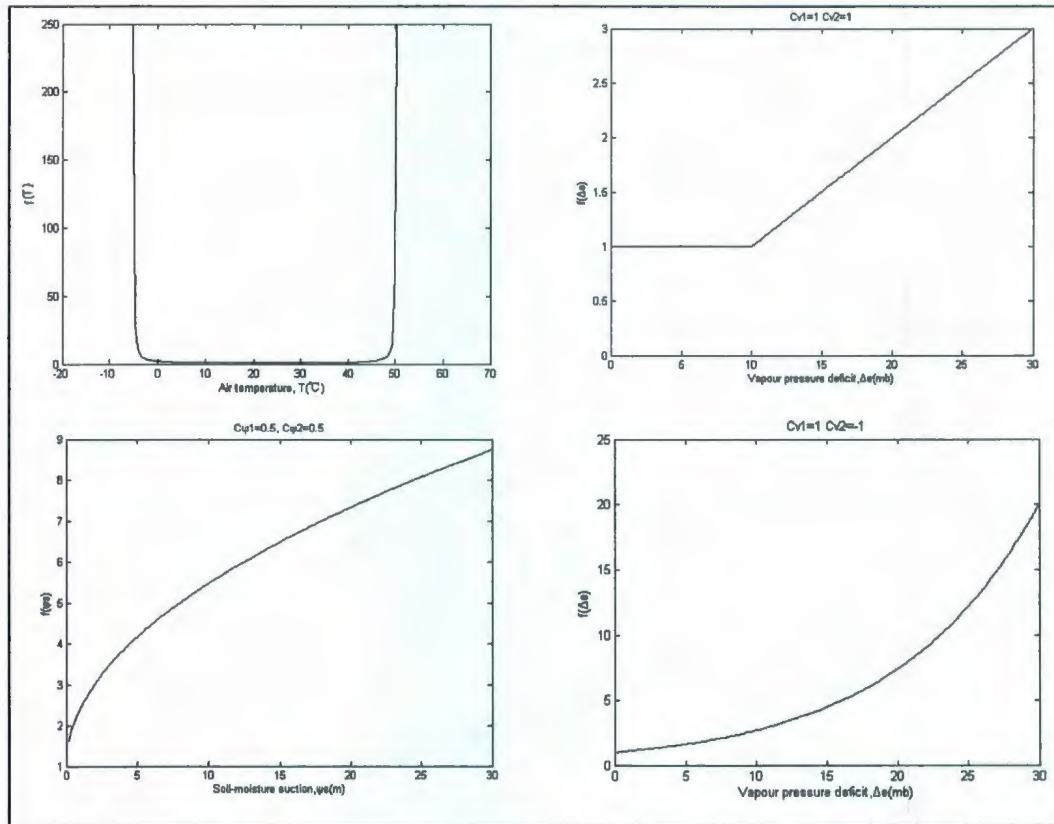 250
200
150
100
50
0
f(T)
-20 -10 0 10 20 30 40 50 60 70
Air temperature, T(℃)
Cv1=1 Cv2=1
3
2.5
2
1.5
1
0.5
0
f(Δe)
0 5 10 15 20 25 30
Vapour pressure deficit,Δe(mb)
Cψ1=0.5, Cψ2=0.5
9
8
7
6
5
4
3
2
1
f(ψs)
0 5 10 15 20 25 30
Soil-moisture suction,ψs(m)
Cv1=1 Cv2=-1
25
20
15
10
5
0
f(Δe)
0 5 10 15 20 25 30
Vapour pressure deficit,Δe(mb)